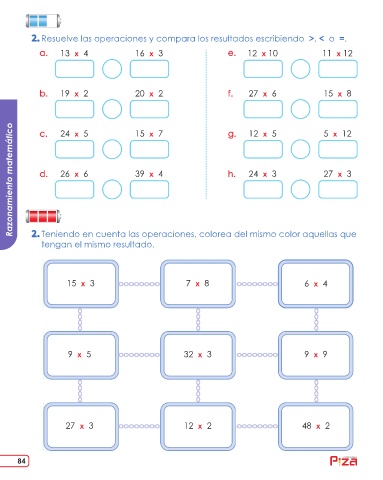 2. Resuelve las operaciones y compara los resultados escribiendo >, < o =.
a. 13 x 4 16 x 3 e. 12 x 10 11 x 12
b. 19 x 2 20 x 2 f. 27 x 6 15 x 8
c. 24 x 5 15 x 7 g. 12 x 5 5 x 12
d. 26 x 6 39 x 4 h. 24 x 3 27 x 3
Razonamiento matemático
2. Teniendo en cuenta las operaciones, colorea del mismo color aquellas que
tengan el mismo resultado.
15 x 3 7 x 8 6 x 4
9 x 5 32 x 3 9 x 9
27 x 3 12 x 2 48 x 2
84